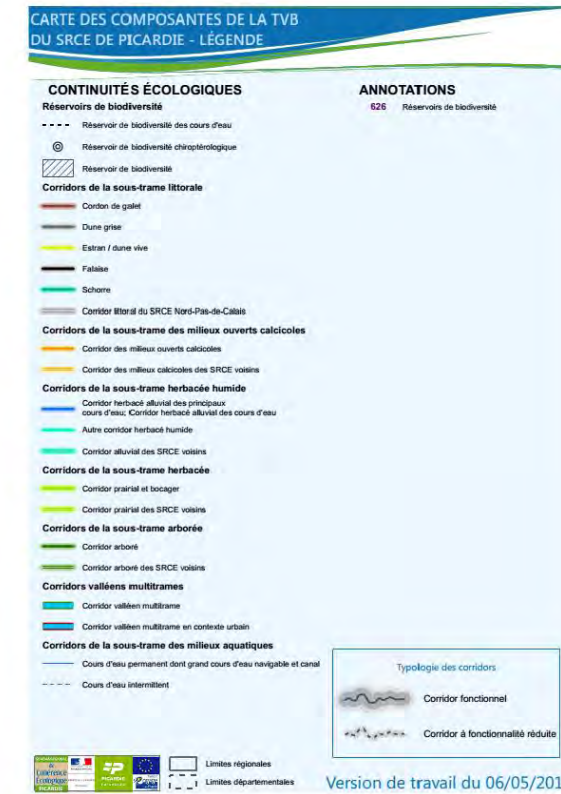 CARTE DES COMPOSANTES DE LA TVB
DU SRCE DE PICARDIE - LÉGENDE
CONTINUITÉS ÉCOLOGIQUES
Réservoirs de biodiversité
Réservoir de biodiversité des cours d'eau
Réservoir de biodiversité chiroptérologique
Réservoir de biodiversité
Corridors de la sous-trame littorale
Cordon de galet
Dune grise
Estran / dune vive
Falaise
Schorre
Corridor littoral du SRCE Nord-Pas-de-Calais
Corridors de la sous-trame des milieux ouverts calcicoles
Corridor des milieux ouverts calcicoles
Corridor des milieux calcicoles des SRCE voisins
Corridors de la sous-trame herbacée humide
Corridor herbacé alluvial des principaux
cours d'eau; Corridor herbacé alluvial des cours d'eau
Autre corridor herbacé humide
Corridor alluvial des SRCE voisins
Corridors de la sous-trame herbacée
Corridor prairial et bocager
Corridor prairial des SRCE voisins
Corridors de la sous-trame arborée
Corridor arboré
Corridor arboré des SRCE voisins
Corridors valléens multitrames
Corridor valléen multitrame
Corridor valléen multitrame en contexte urbain
Corridors de la sous-trame des milieux aquatiques
Cours d'eau permanent dont grand cours d'eau navigable et canal
Cours d'eau intermittent
ANNOTATIONS
626 Réservoirs de biodiversité
Typologie des corridors
Corridor fonctionnel
Corridor à fonctionnalité réduite
Cohérence
Écologique
PICARDIE
PICARDIE
Limites régionales
Limites départementales
Version de travail du 06/05/201